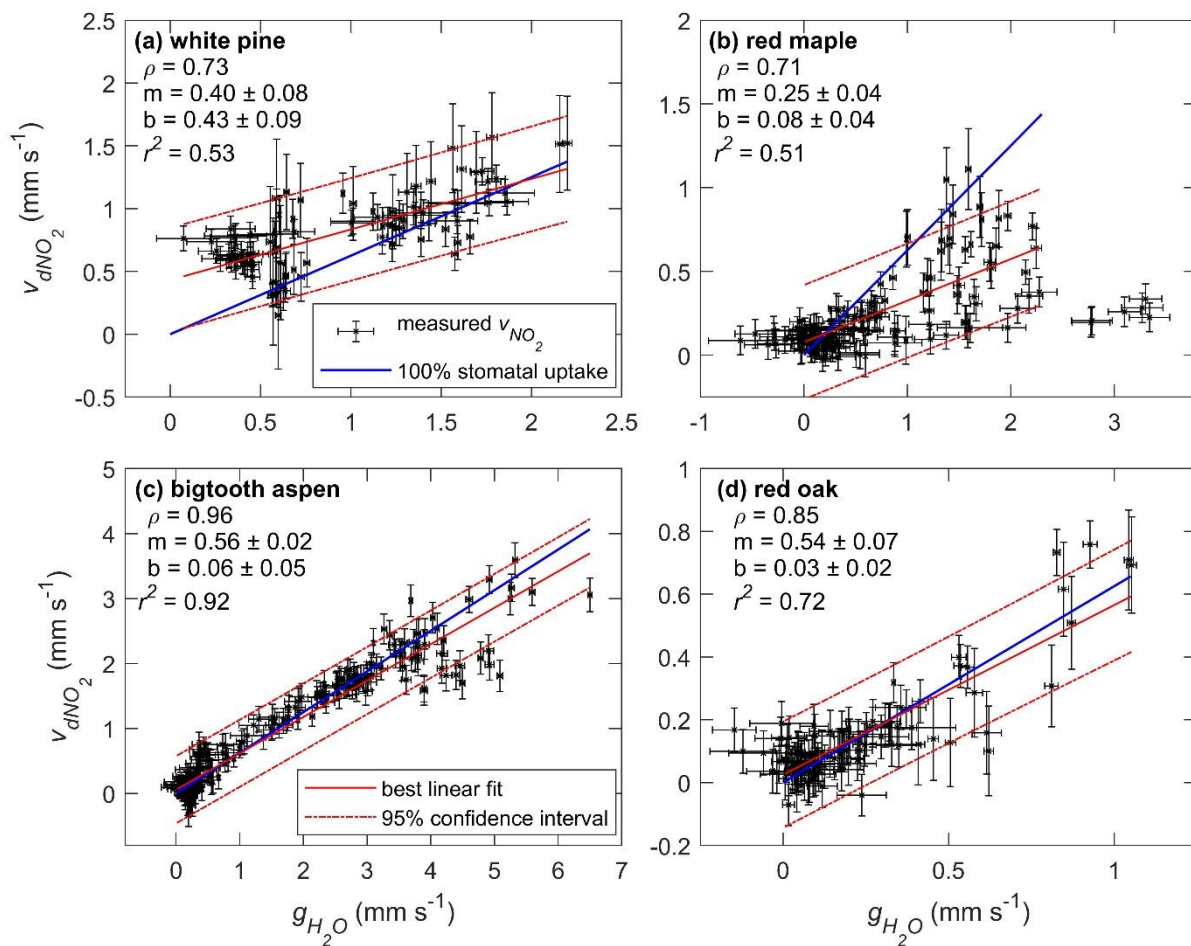 (a) white pine
ρ = 0.73
m = 0.40 ± 0.08
b = 0.43 ± 0.09
r² = 0.53
2.5
2
1.5
1
0.5
0
-0.5
v_dNO₂ (mm s⁻¹)
measured v_NO₂
100% stomatal uptake
0 0.5 1 1.5 2 2.5
(b) red maple
ρ = 0.71
m = 0.25 ± 0.04
b = 0.08 ± 0.04
r² = 0.51
2
1.5
1
0.5
0
-1 0 1 2 3
(c) bigtooth aspen
ρ = 0.96
m = 0.56 ± 0.02
b = 0.06 ± 0.05
r² = 0.92
5
4
3
2
1
0
v_dNO₂ (mm s⁻¹)
best linear fit
95% confidence interval
0 1 2 3 4 5 6 7
g_H₂O (mm s⁻¹)
(d) red oak
ρ = 0.85
m = 0.54 ± 0.07
b = 0.03 ± 0.02
r² = 0.72
1
0.8
0.6
0.4
0.2
0
-0.2
0 0.5 1
g_H₂O (mm s⁻¹)